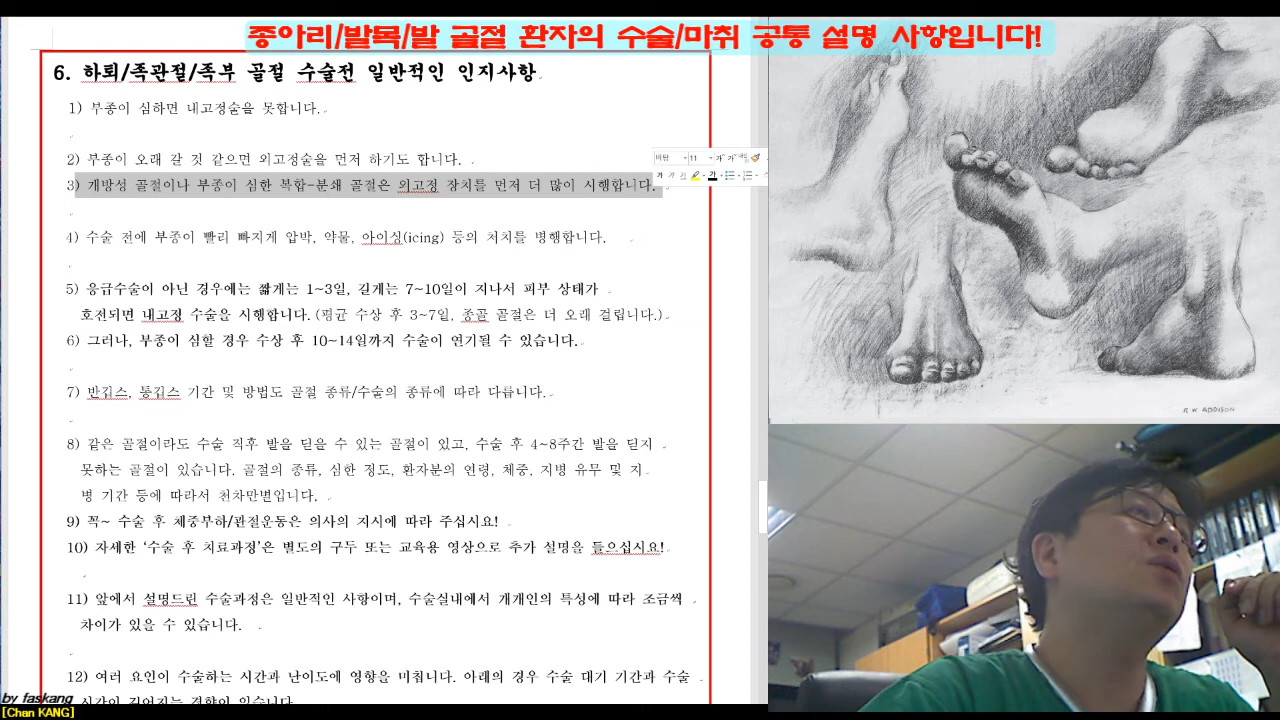 종아리/발목/발 골절 환자의 수술/마취 공통 설명 사항입니다!
6. 하퇴/족관절/족부 골절 수술전 일반적인 인지사항
1) 부종이 심하면 내고정술을 못합니다.
2) 부종이 오래 갈 것 같으면 외고정술을 먼저 하기도 합니다.
바탕 11
3) 개방성 골절이나 부종이 심한 복합-분쇄 골절은 외고정 장치를 먼저 더 많이 시행합니다.
4) 수술 전에 부종이 빨리 빠지게 압박, 약물, 아이싱(icing) 등의 처치를 병행합니다.
5) 응급수술이 아닌 경우에는 짧게는 1~3일, 길게는 7~10일이 지나서 피부 상태가
호전되면 내고정 수술을 시행합니다. (평균 수상 후 3~7일, 종골 골절은 더 오래 걸립니다.)
6) 그러나, 부종이 심할 경우 수상 후 10~14일까지 수술이 연기될 수 있습니다.
7) 반깁스, 통깁스 기간 및 방법도 골절 종류/수술의 종류에 따라 다릅니다.
8) 같은 골절이라도 수술 직후 발을 딛을 수 있는 골절이 있고, 수술 후 4~8주간 발을 딛지
못하는 골절이 있습니다. 골절의 종류, 심한 정도, 환자분의 연령, 체중, 지병 유무 및 지
병 기간 등에 따라서 천차만별입니다.
9) 꼭~ 수술 후 체중부하/관절운동은 의사의 지시에 따라 주십시요!
10) 자세한 '수술 후 치료과정'은 별도의 구두 또는 교육용 영상으로 추가 설명을 들으십시요!
11) 앞에서 설명드린 수술과정은 일반적인 사항이며, 수술실내에서 개개인의 특성에 따라 조금씩
차이가 있을 수 있습니다.
12) 여러 요인이 수술하는 시간과 난이도에 영향을 미칩니다. 아래의 경우 수술 대기 기간과 수술
시간이 길어지는 경향이 있습니다.
R W ADDISON
by faskang
[Chan KANG]